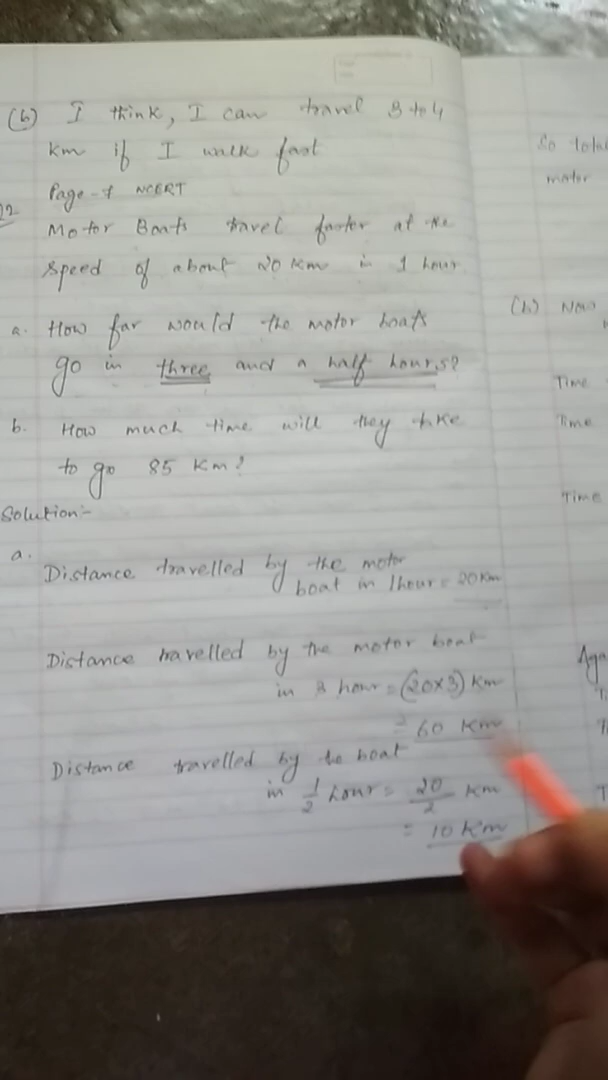 (b) I think, I can travel 3 to 4
km if I walk fast
Page-7 NCERT
22
Motor Boats travel faster at the
speed of about 20 km in 1 hour
a. How far would the motor boats
go in three and a half hours?
b. How much time will they take
to go 85 km?
Solution:-
a.
Distance travelled by the motor
boat in 1 hour = 20 km
Distance travelled by the motor boat
in 3 hour = (20×3) km
= 60 km
Distance travelled by the boat
in 1/2 hour = 20/2 km
= 10 km
So total
motor
(b) Now
Time
Time
Time